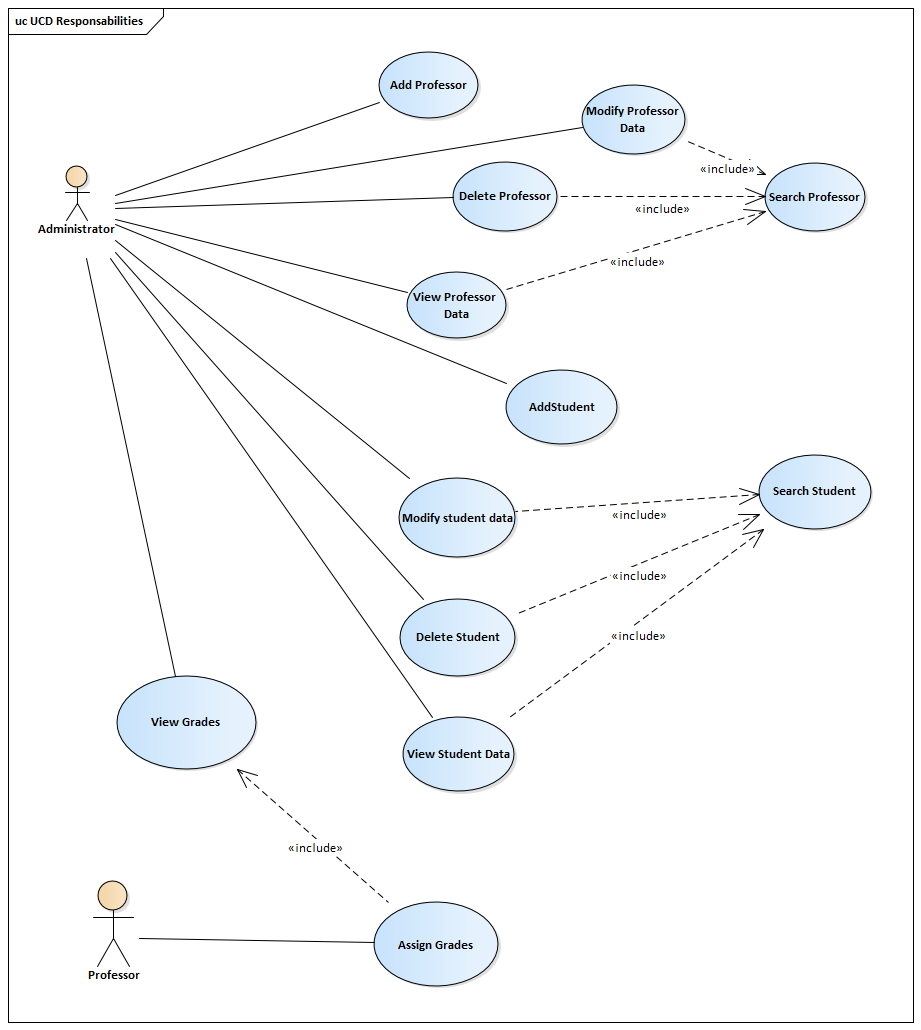 uc UCD Responsabilities
Add Professor
Modify Professor
Data
«include»
Delete Professor
Search Professor
«include»
Administrator
«include»
View Professor
Data
AddStudent
Search Student
Modify student data
«include»
«include»
Delete Student
«include»
View Grades
View Student Data
«include»
Assign Grades
Professor